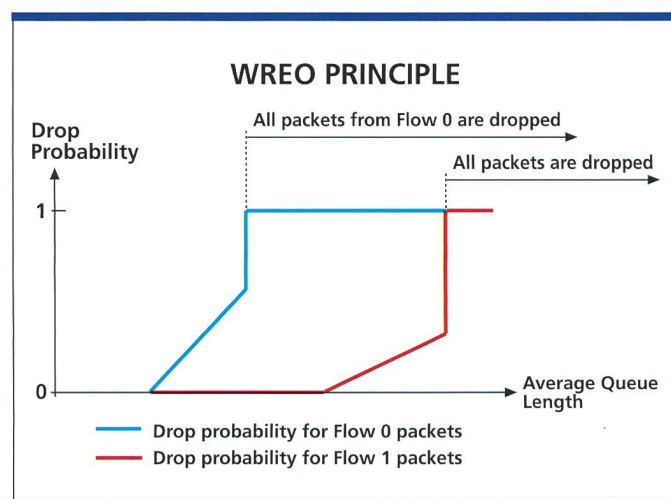 WREO PRINCIPLE
All packets from Flow 0 are dropped
Drop
Probability
All packets are dropped
1
0
Average Queue
Length
Drop probability for Flow 0 packets
Drop probability for Flow 1 packets